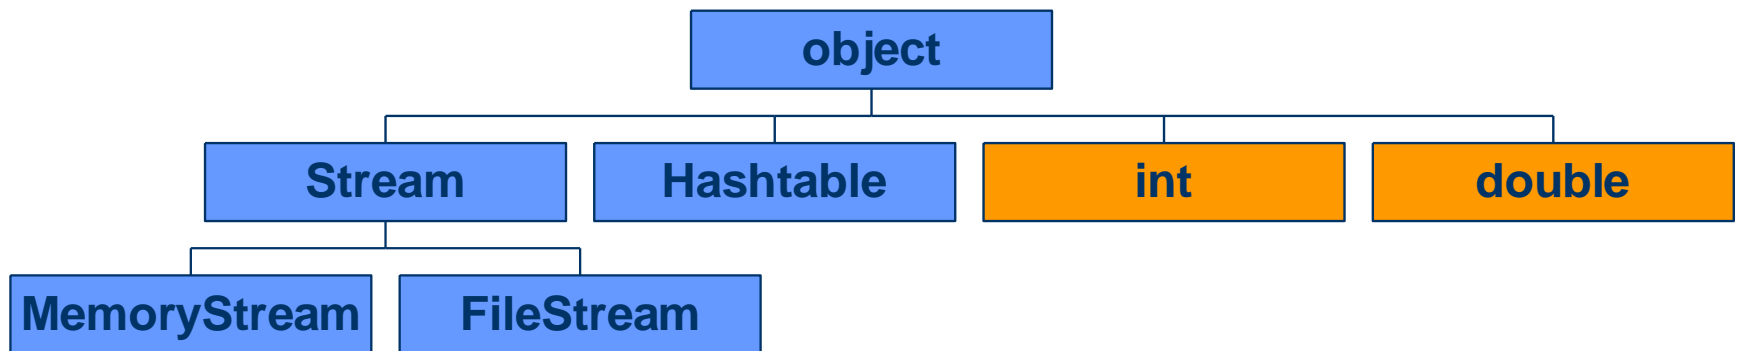 object
Stream
Hashtable
int
double
MemoryStream
FileStream